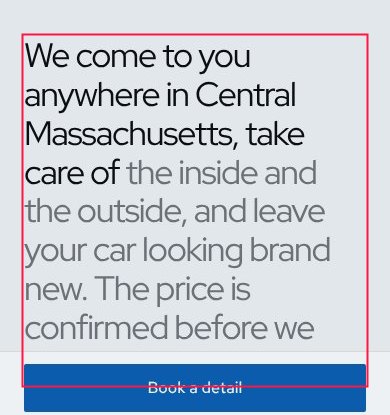 We come to you
anywhere in Central
Massachusetts, take
care of the inside and
the outside, and leave
your car looking brand
new. The price is
confirmed before we
Book a detail